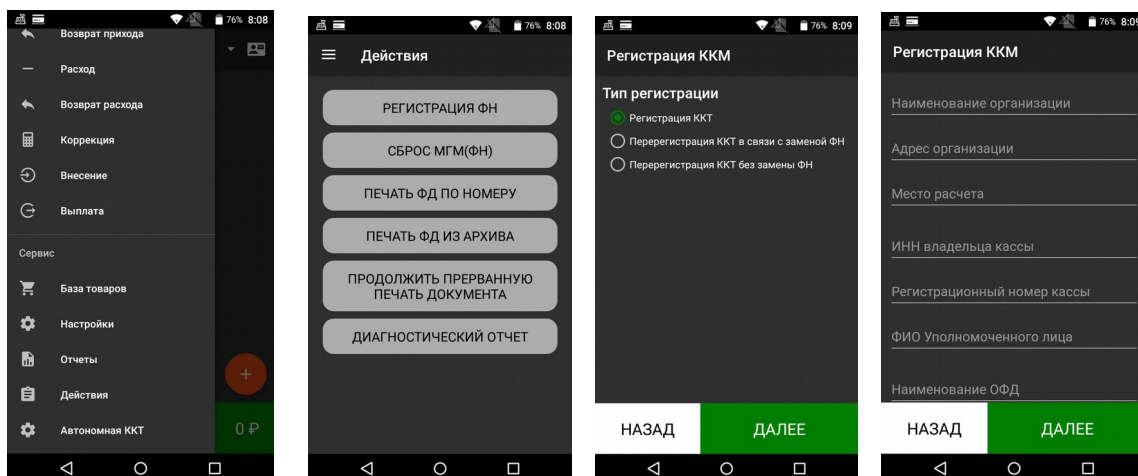 76% 8:08
Возврат прихода
Расход
Возврат расхода
Коррекция
Внесение
Выплата
Сервис
База товаров
Настройки
Отчеты
Действия
Автономная ККТ
0 ₽
76% 8:08
Действия
РЕГИСТРАЦИЯ ФН
СБРОС МГМ(ФН)
ПЕЧАТЬ ФД ПО НОМЕРУ
ПЕЧАТЬ ФД ИЗ АРХИВА
ПРОДОЛЖИТЬ ПРЕРВАННУЮ
ПЕЧАТЬ ДОКУМЕНТА
ДИАГНОСТИЧЕСКИЙ ОТЧЕТ
76% 8:09
Регистрация ККМ
Тип регистрации
Регистрация ККТ
Перерегистрация ККТ в связи с заменой ФН
Перерегистрация ККТ без замены ФН
НАЗАД ДАЛЕЕ
76% 8:09
Регистрация ККМ
Наименование организации
Адрес организации
Место расчета
ИНН владельца кассы
Регистрационный номер кассы
ФИО Уполномоченного лица
Наименование ОФД
НАЗАД ДАЛЕЕ